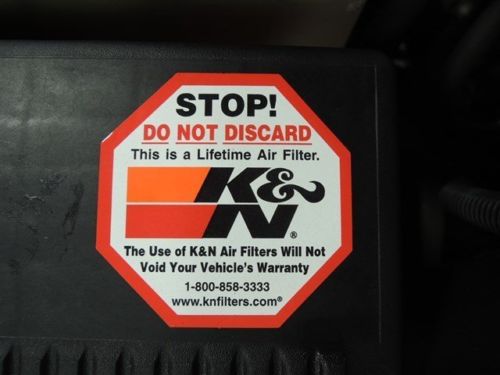 STOP!
DO NOT DISCARD
This is a Lifetime Air Filter.
K&N®
The Use of K&N Air Filters Will Not
Void Your Vehicle's Warranty
1-800-858-3333
www.knfilters.com®